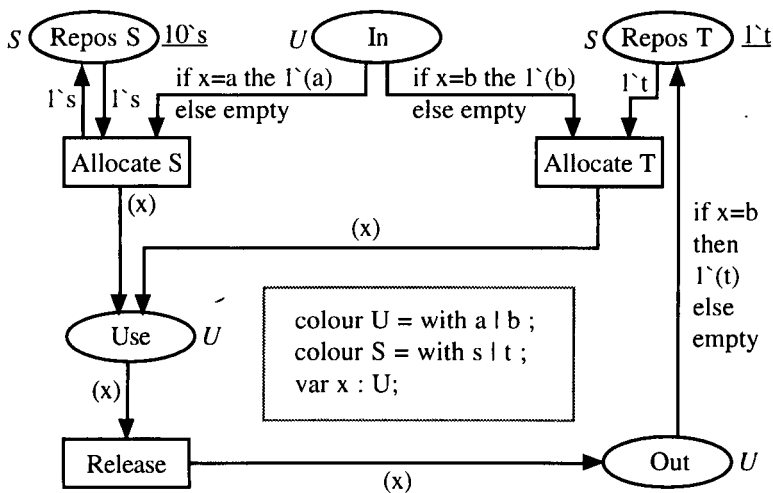 S Repos S 10`s
U In
S Repos T 1`t
1`s
1`s
if x=a the 1`(a)
else empty
if x=b the 1`(b)
else empty
1`t
Allocate S
Allocate T
(x)
(x)
if x=b
then
1`(t)
else
empty
Use U
colour U = with a | b ;
colour S = with s | t ;
var x : U;
(x)
Release
(x)
Out U